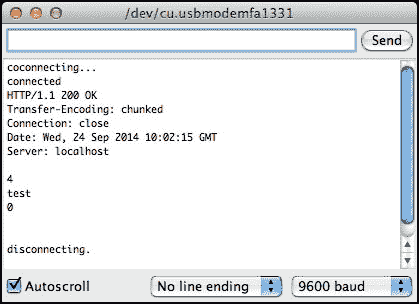 /dev/cu.usbmodemfa1331
Send
coconnecting...
connected
HTTP/1.1 200 OK
Transfer-Encoding: chunked
Connection: close
Date: Wed, 24 Sep 2014 10:02:15 GMT
Server: localhost
4
test
0
disconnecting.
Autoscroll
No line ending
9600 baud